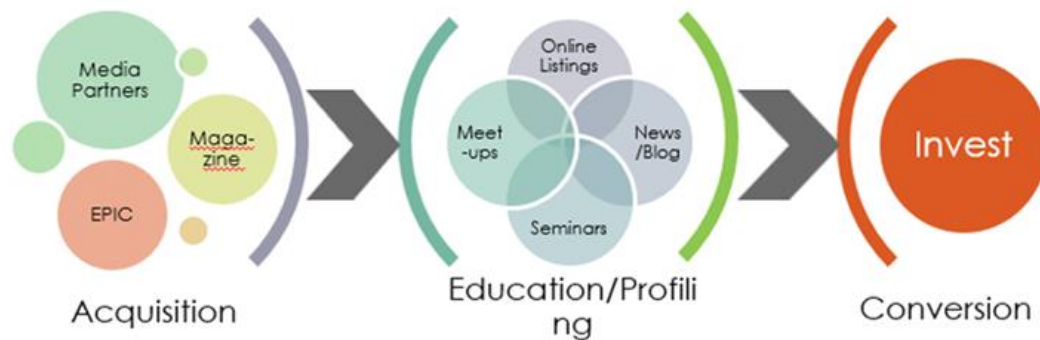 Media
Partners
Maga-
zine
EPIC
Acquisition
Online
Listings
Meet
-ups
News
/Blog
Seminars
Education/Profili
ng
Invest
Conversion